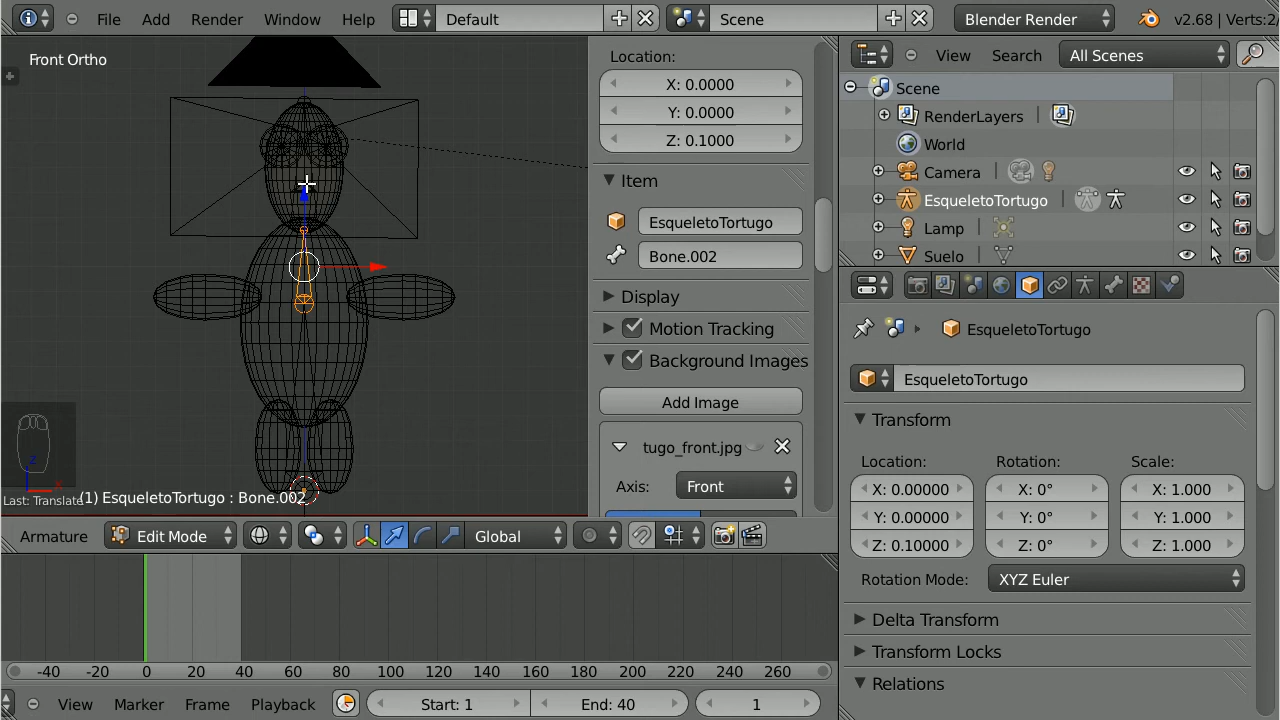 File Add Render Window Help Default Scene Blender Render v2.68 | Verts:2
Front Ortho
Location:
X: 0.0000
Y: 0.0000
Z: 0.1000
Item
EsqueletoTortugo
Bone.002
Display
Motion Tracking
Background Images
Add Image
tugo_front.jpg
Axis: Front
Z
X
Last: Translate
(1) EsqueletoTortugo : Bone.002
Armature Edit Mode Global
-40 -20 0 20 40 60 80 100 120 140 160 180 200 220 240 260
View Marker Frame Playback Start: 1 End: 40 1
View Search All Scenes
Scene
RenderLayers
World
Camera
EsqueletoTortugo
Lamp
Suelo
EsqueletoTortugo
EsqueletoTortugo
Transform
Location: Rotation: Scale:
X: 0.00000 X: 0° X: 1.000
Y: 0.00000 Y: 0° Y: 1.000
Z: 0.10000 Z: 0° Z: 1.000
Rotation Mode: XYZ Euler
Delta Transform
Transform Locks
Relations